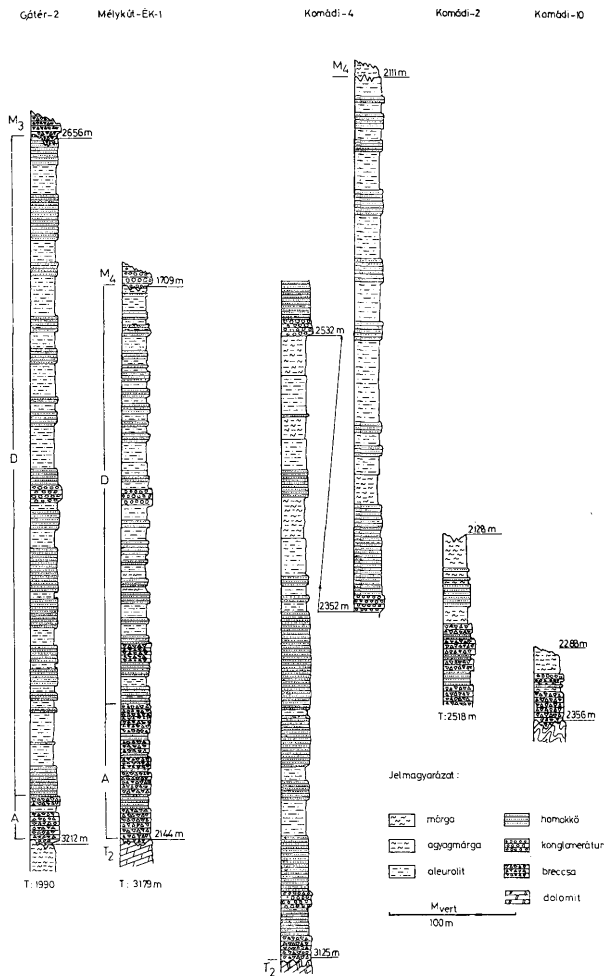 Gátér-2 Mélykút-ÉK-1 Komádi-4 Komádi-2 Kamádi-10
M4 2111 m
M3 2656 m
M4 1709 m
2532 m
D
D
2128 m
2352 m
2288 m
T:2518 m
2356 m
A
A
3212 m
2144 m
T2
T:1990
T: 3179 m
3125 m
T2
Jelmagyarázat :
márga
homokkő
agyagmárga
konglomerátum
aleurolit
breccsa
dolomit
Mvert
100 m